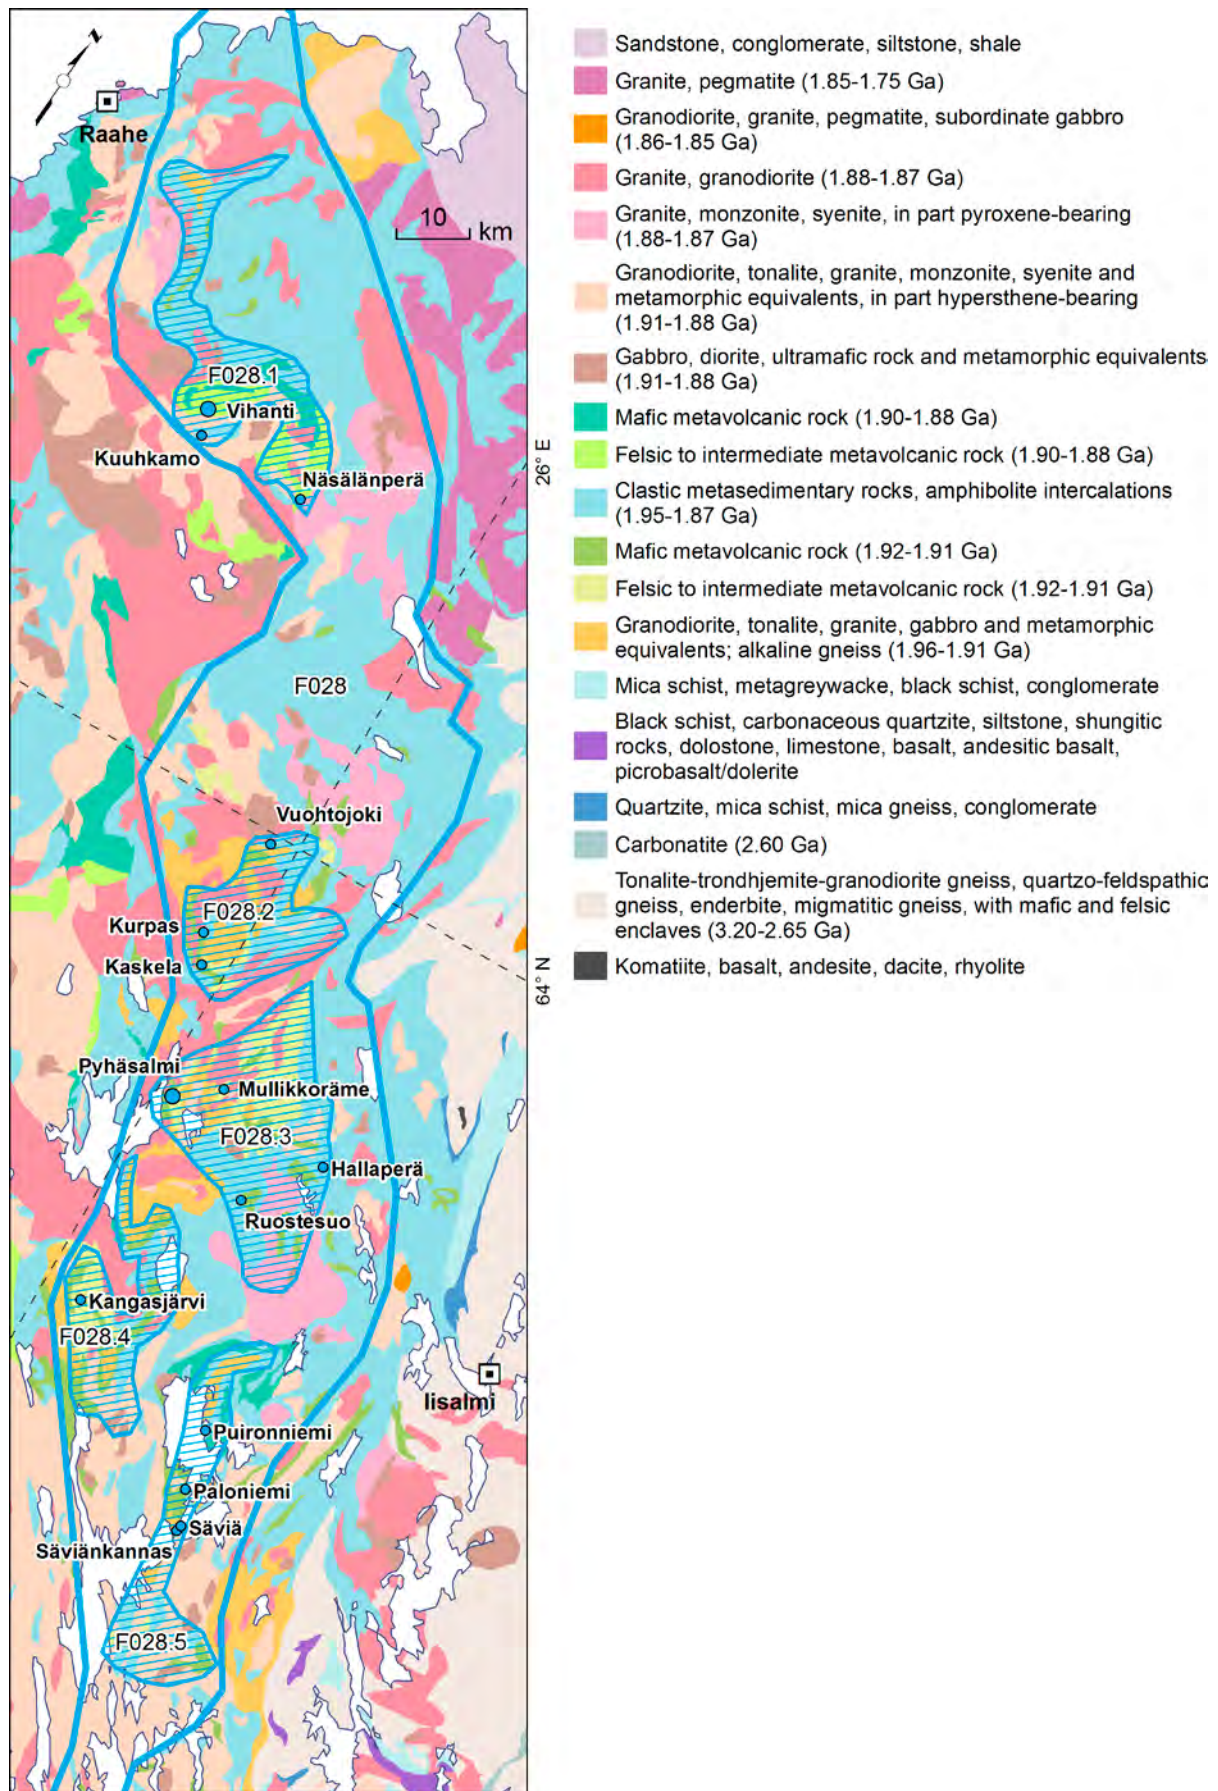 N
Raahe
10
km
F028.1
Vihanti
Kuuhkamo
Näsälänperä
26° E
F028
Vuohtojoki
F028.2
Kurpas
Kaskela
64° N
Pyhäsalmi
Mullikkoräme
F028.3
Hallaperä
Ruostesuo
Kangasjärvi
F028.4
Iisalmi
Puironniemi
Paloniemi
Säviä
Säviänkannas
F028.5
Sandstone, conglomerate, siltstone, shale
Granite, pegmatite (1.85-1.75 Ga)
Granodiorite, granite, pegmatite, subordinate gabbro
(1.86-1.85 Ga)
Granite, granodiorite (1.88-1.87 Ga)
Granite, monzonite, syenite, in part pyroxene-bearing
(1.88-1.87 Ga)
Granodiorite, tonalite, granite, monzonite, syenite and
metamorphic equivalents, in part hypersthene-bearing
(1.91-1.88 Ga)
Gabbro, diorite, ultramafic rock and metamorphic equivalents
(1.91-1.88 Ga)
Mafic metavolcanic rock (1.90-1.88 Ga)
Felsic to intermediate metavolcanic rock (1.90-1.88 Ga)
Clastic metasedimentary rocks, amphibolite intercalations
(1.95-1.87 Ga)
Mafic metavolcanic rock (1.92-1.91 Ga)
Felsic to intermediate metavolcanic rock (1.92-1.91 Ga)
Granodiorite, tonalite, granite, gabbro and metamorphic
equivalents; alkaline gneiss (1.96-1.91 Ga)
Mica schist, metagreywacke, black schist, conglomerate
Black schist, carbonaceous quartzite, siltstone, shungitic
rocks, dolostone, limestone, basalt, andesitic basalt,
picrobasalt/dolerite
Quartzite, mica schist, mica gneiss, conglomerate
Carbonatite (2.60 Ga)
Tonalite-trondhjemite-granodiorite gneiss, quartzo-feldspathic
gneiss, enderbite, migmatitic gneiss, with mafic and felsic
enclaves (3.20-2.65 Ga)
Komatiite, basalt, andesite, dacite, rhyolite